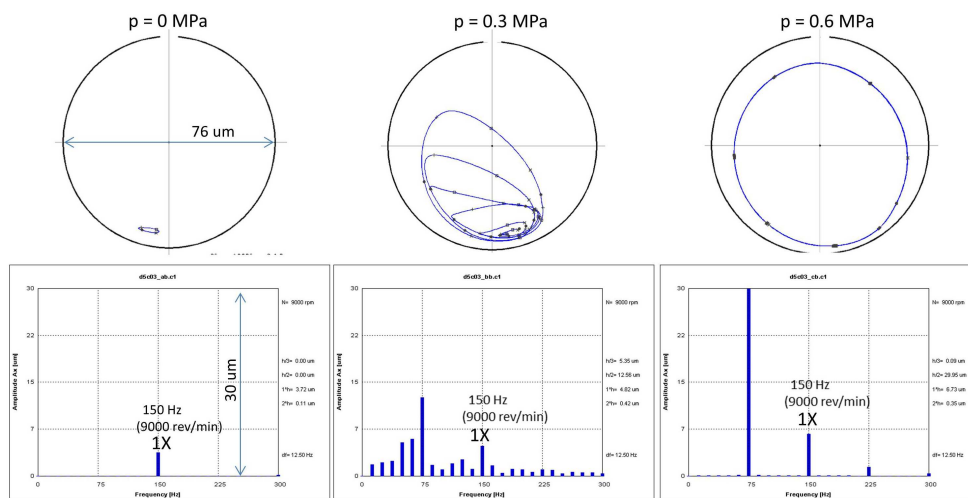 p = 0 MPa
p = 0.3 MPa
p = 0.6 MPa
76 um
d5c03_ab.c1
30
22
15
7
0
Amplitude Ax [um]
0
75
150
225
300
Frequency [Hz]
N= 9000 rpm
h/3= 0.00 um
h/2= 0.00 um
1*h= 3.72 um
2*h= 0.11 um
df= 12.50 Hz
30 um
150 Hz
(9000 rev/min)
1X
d5c03_bb.c1
30
22
15
7
0
Amplitude Ax [um]
0
75
150
225
300
Frequency [Hz]
N= 9000 rpm
h/3= 5.35 um
h/2= 12.56 um
1*h= 4.82 um
2*h= 0.42 um
df= 12.50 Hz
150 Hz
(9000 rev/min)
1X
d5c03_cb.c1
30
22
15
7
0
Amplitude Ax [um]
0
75
150
225
300
Frequency [Hz]
N= 9000 rpm
h/3= 0.09 um
h/2= 29.95 um
1*h= 6.73 um
2*h= 0.35 um
df= 12.50 Hz
150 Hz
(9000 rev/min)
1X